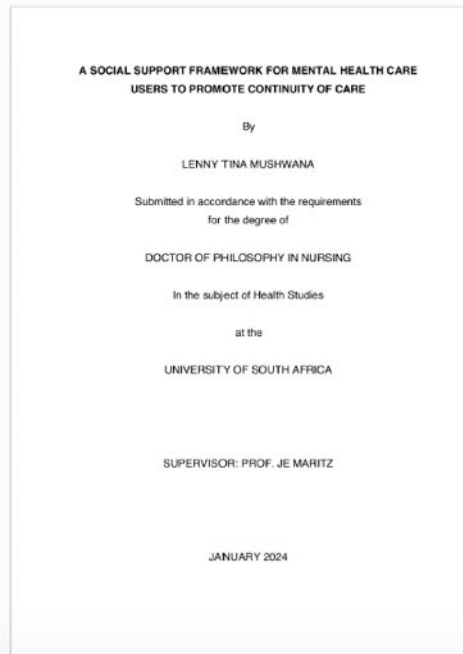 A SOCIAL SUPPORT FRAMEWORK FOR MENTAL HEALTH CARE
USERS TO PROMOTE CONTINUITY OF CARE
By
LENNY TINA MUSHWANA
Submitted in accordance with the requirements
for the degree of
DOCTOR OF PHILOSOPHY IN NURSING
In the subject of Health Studies
at the
UNIVERSITY OF SOUTH AFRICA
SUPERVISOR: PROF. JE MARITZ
JANUARY 2024